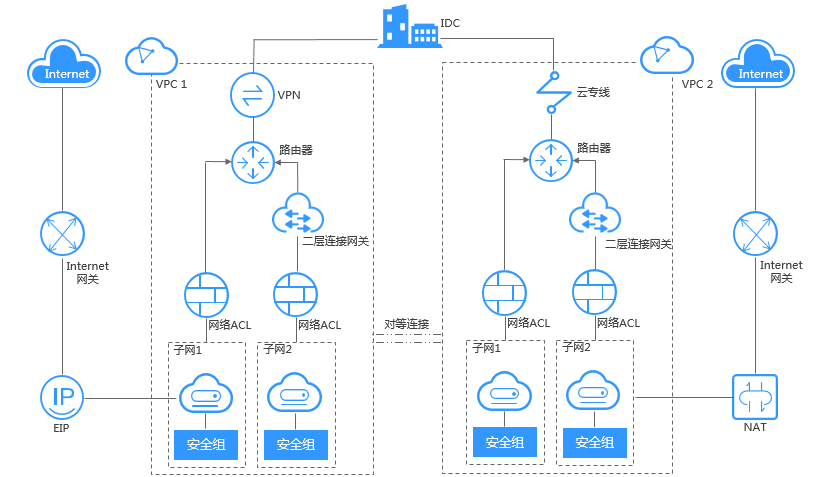 IDC
Internet
VPC 1
VPC 2
Internet
VPN
云专线
路由器
路由器
二层连接网关
二层连接网关
Internet
网关
Internet
网关
网络ACL
网络ACL
对等连接
网络ACL
网络ACL
子网1
子网2
子网1
子网2
IP
EIP
NAT
安全组
安全组
安全组
安全组